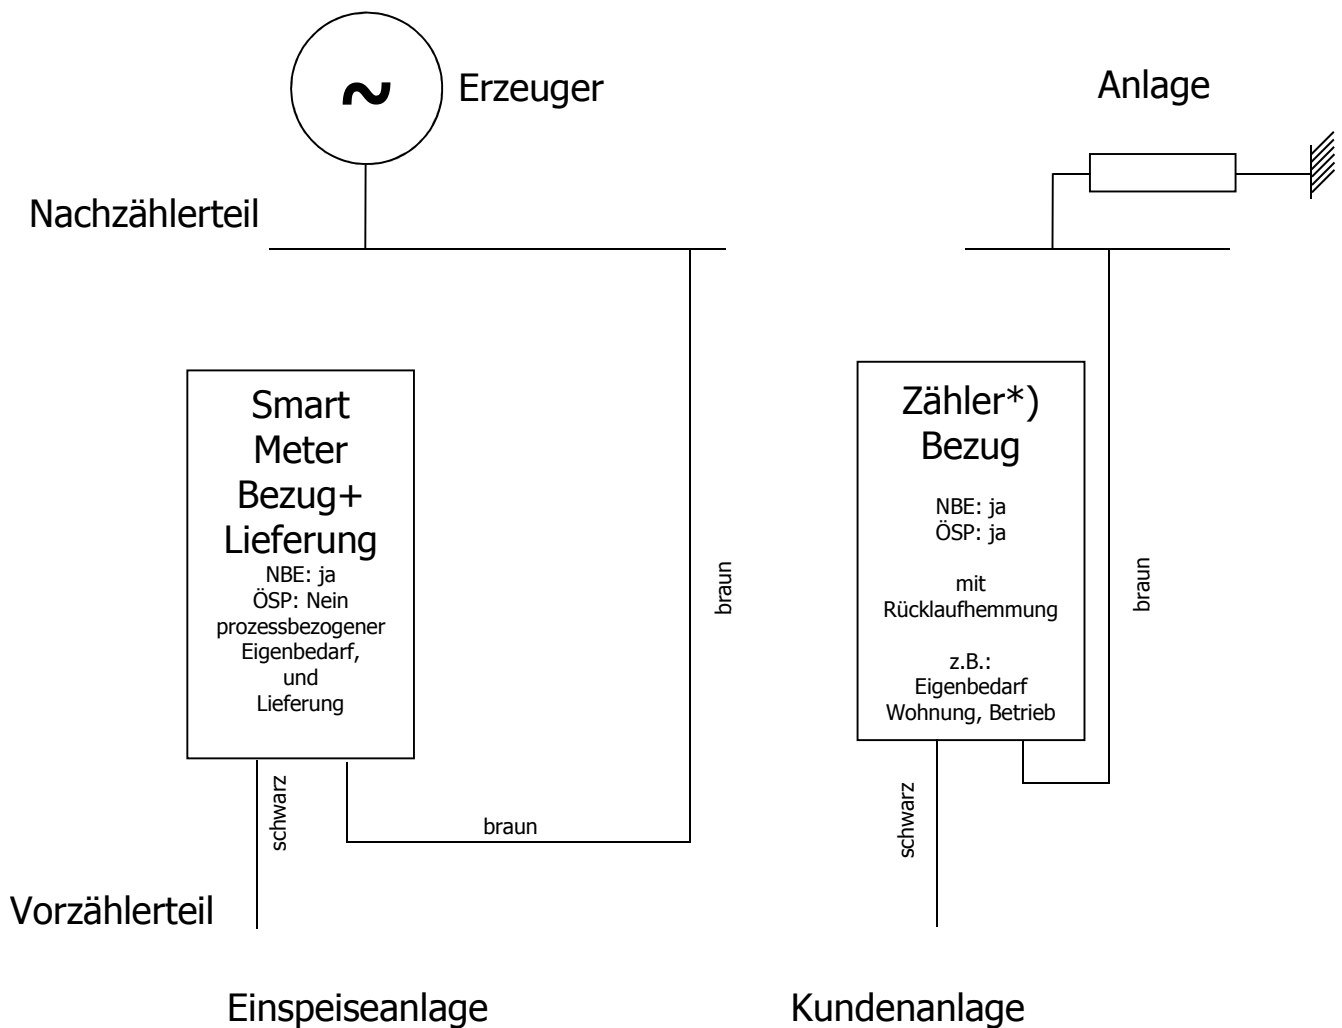 Erzeuger
Anlage
~
Nachzählerteil
Smart
Meter
Bezug+
Lieferung
NBE: ja
ÖSP: Nein
prozessbezogener
Eigenbedarf,
und
Lieferung
braun
Zähler*)
Bezug
NBE: ja
ÖSP: ja
mit
Rücklaufhemmung
z.B.:
Eigenbedarf
Wohnung, Betrieb
braun
schwarz
braun
schwarz
Vorzählerteil
Einspeiseanlage
Kundenanlage